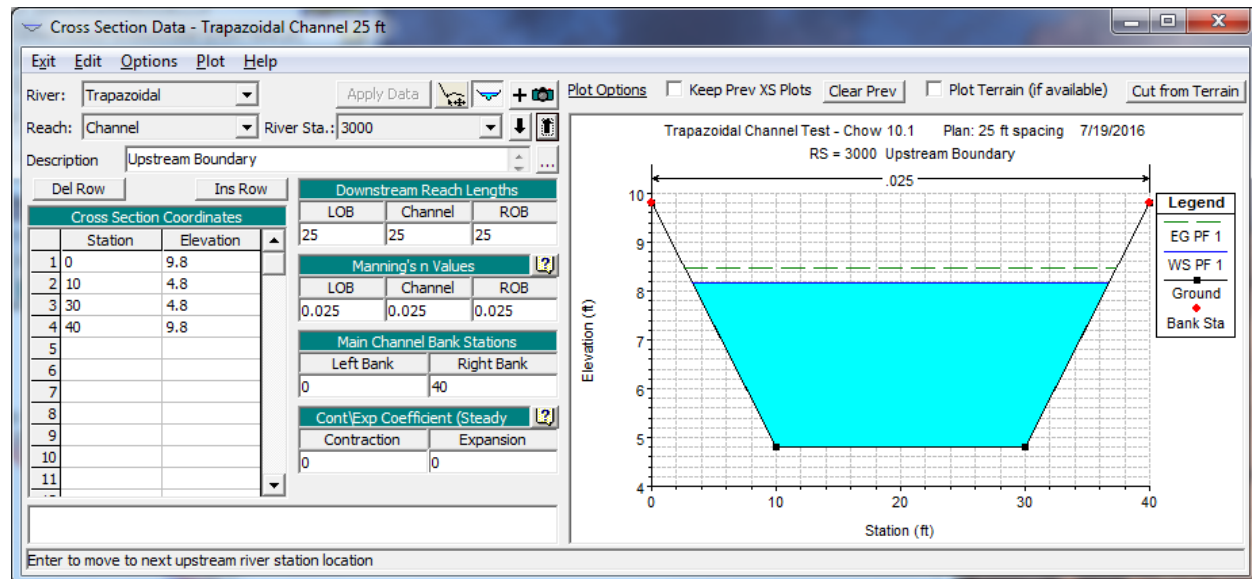 Cross Section Data - Trapazoidal Channel 25 ft
Exit Edit Options Plot Help
River: Trapazoidal Apply Data
Plot Options Keep Prev XS Plots Clear Prev Plot Terrain (if available) Cut from Terrain
Reach: Channel River Sta.: 3000
Description Upstream Boundary ...
Del Row Ins Row
Cross Section Coordinates
Station Elevation
1 0 9.8
2 10 4.8
3 30 4.8
4 40 9.8
5
6
7
8
9
10
11
Downstream Reach Lengths
LOB Channel ROB
25 25 25
Manning's n Values
LOB Channel ROB
0.025 0.025 0.025
Main Channel Bank Stations
Left Bank Right Bank
0 40
Cont\Exp Coefficient (Steady
Contraction Expansion
0 0
Trapazoidal Channel Test - Chow 10.1 Plan: 25 ft spacing 7/19/2016
RS = 3000 Upstream Boundary
.025
10
9
8
7
6
5
4
0 10 20 30 40
Elevation (ft)
Station (ft)
Legend
EG PF 1
WS PF 1
Ground
Bank Sta
Enter to move to next upstream river station location